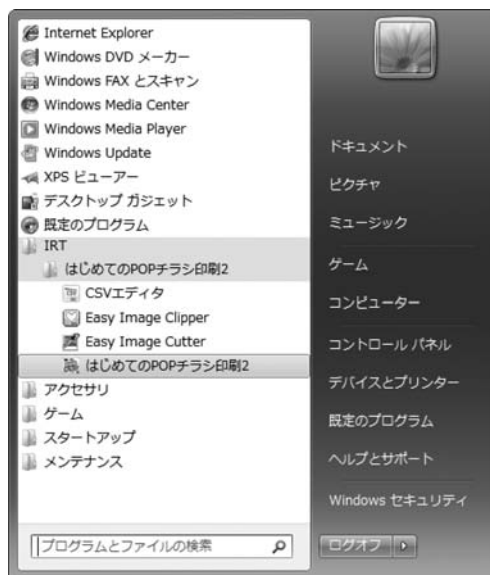 Internet Explorer
Windows DVD メーカー
Windows FAX とスキャン
Windows Media Center
Windows Media Player
Windows Update
XPS ビューアー
デスクトップ ガジェット
既定のプログラム
IRT
はじめてのPOPチラシ印刷2
CSVエディタ
Easy Image Clipper
Easy Image Cutter
はじめてのPOPチラシ印刷2
アクセサリ
ゲーム
スタートアップ
メンテナンス
プログラムとファイルの検索
ドキュメント
ピクチャ
ミュージック
ゲーム
コンピューター
コントロール パネル
デバイスとプリンター
既定のプログラム
ヘルプとサポート
Windows セキュリティ
ログオフ